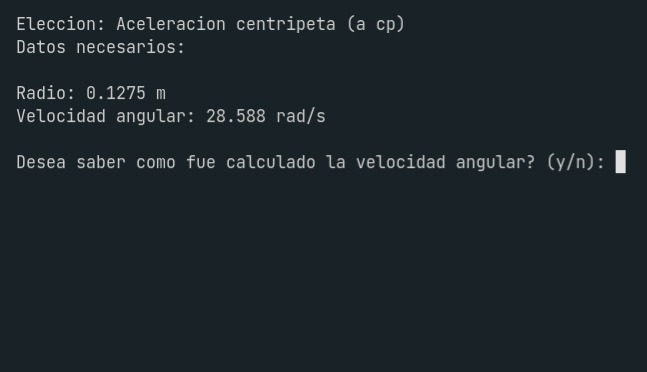 Eleccion: Aceleracion centripeta (a cp)
Datos necesarios:
Radio: 0.1275 m
Velocidad angular: 28.588 rad/s
Desea saber como fue calculado la velocidad angular? (y/n):